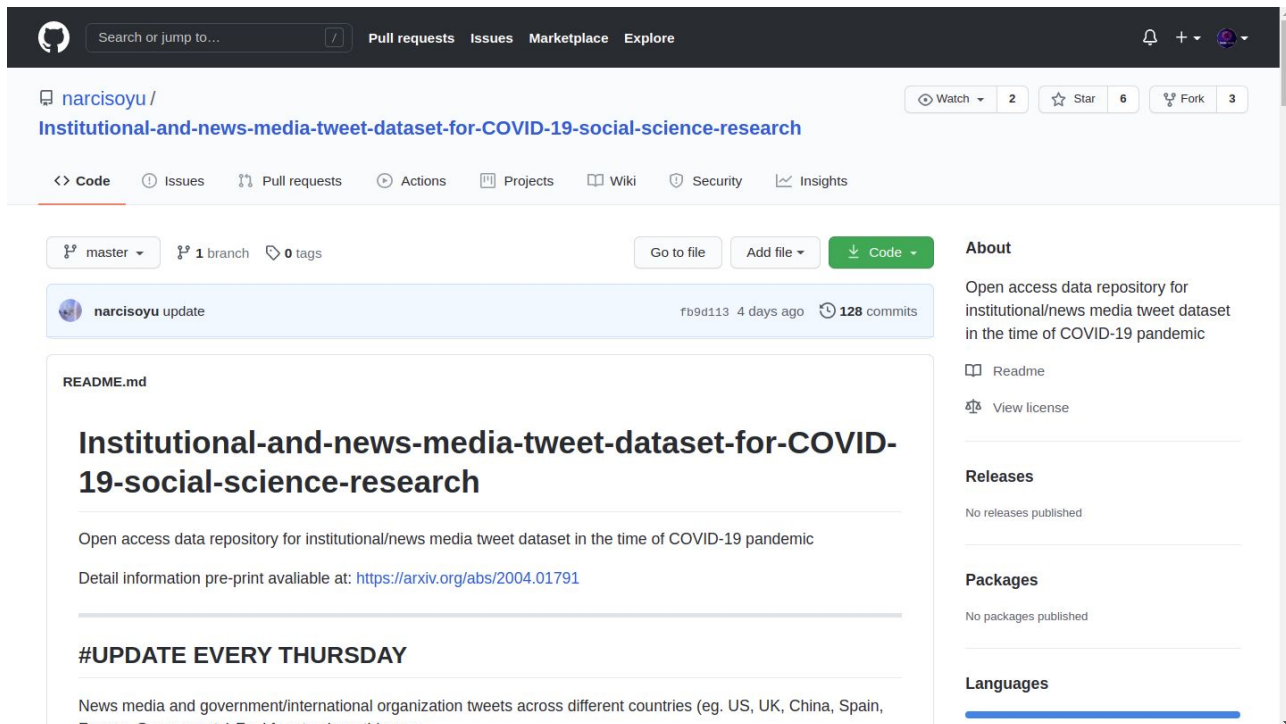 Search or jump to… /
Pull requests Issues Marketplace Explore
narcisoyu /
Institutional-and-news-media-tweet-dataset-for-COVID-19-social-science-research
Watch 2 Star 6 Fork 3
<> Code Issues Pull requests Actions Projects Wiki Security Insights
master 1 branch 0 tags Go to file Add file Code
narcisoyu update fb9d113 4 days ago 128 commits
README.md
Institutional-and-news-media-tweet-dataset-for-COVID-
19-social-science-research
Open access data repository for institutional/news media tweet dataset in the time of COVID-19 pandemic
Detail information pre-print avaliable at: https://arxiv.org/abs/2004.01791
#UPDATE EVERY THURSDAY
News media and government/international organization tweets across different countries (eg. US, UK, China, Spain,
About
Open access data repository for
institutional/news media tweet dataset
in the time of COVID-19 pandemic
Readme
View license
Releases
No releases published
Packages
No packages published
Languages